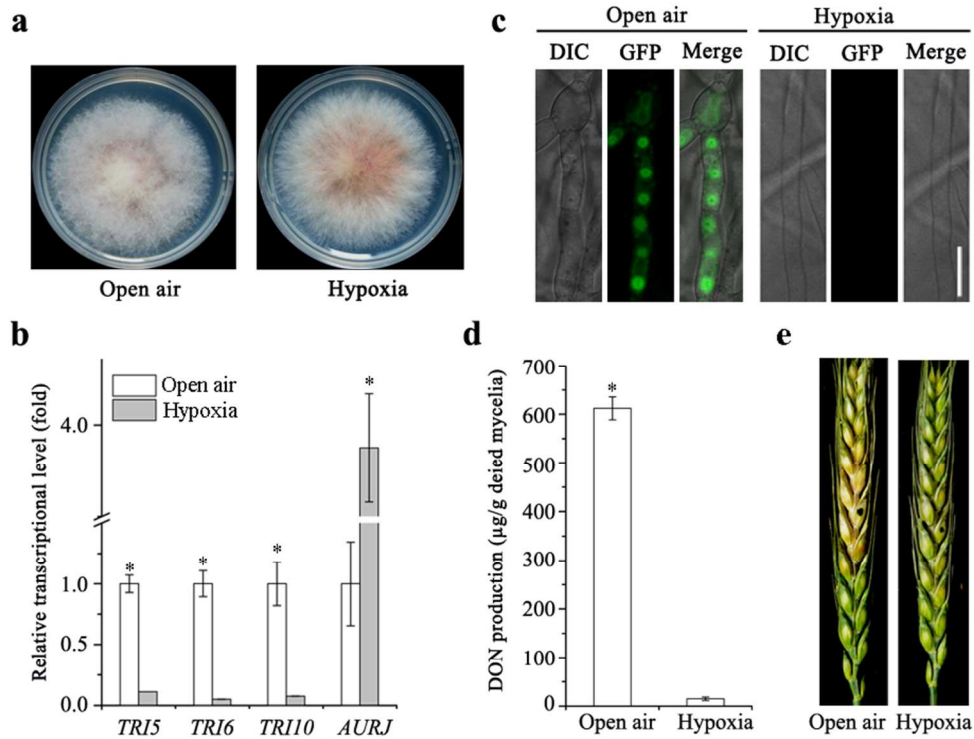 a
Open air Hypoxia
b
Relative transcriptional level (fold)
Open air
Hypoxia
4.0
1.0
0.5
0.0
*
*
*
*
TRI5 TRI6 TRI10 AURJ
c
Open air Hypoxia
DIC GFP Merge DIC GFP Merge
d
DON production (µg/g deied mycelia)
700
600
500
400
300
200
100
0
*
Open air Hypoxia
e
Open air Hypoxia